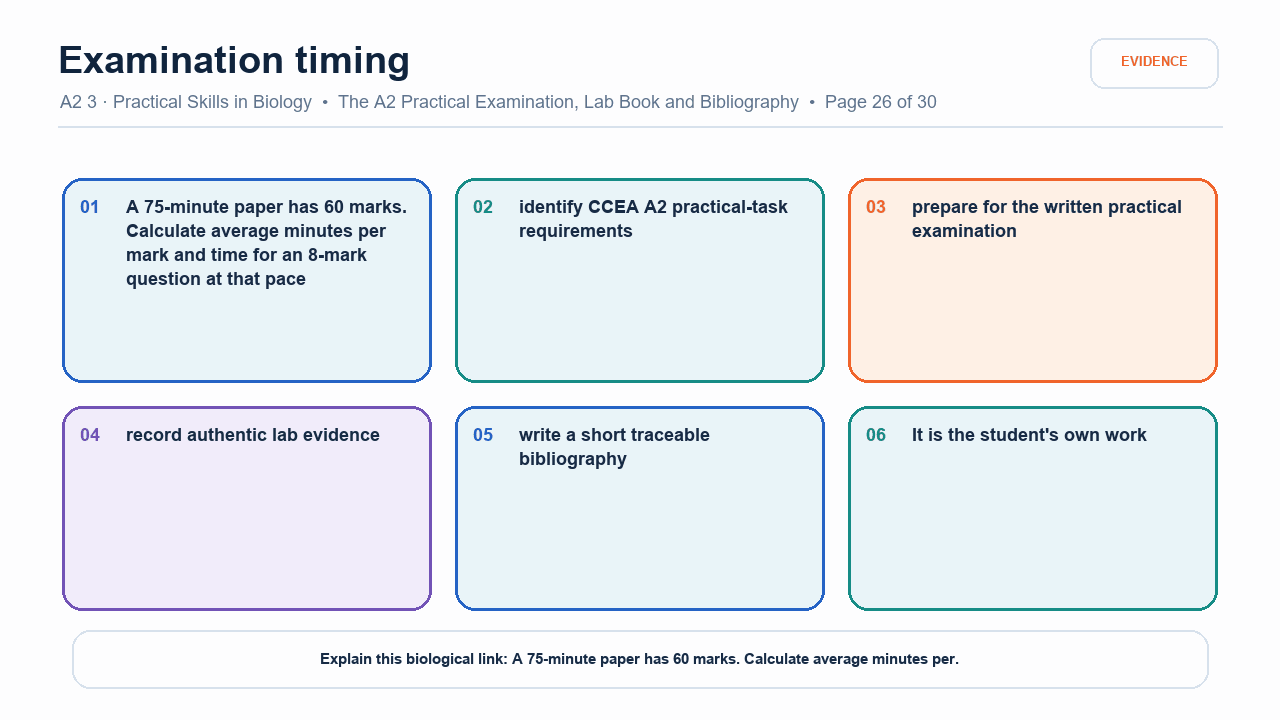 Examination timing
EVIDENCE
A2 3 · Practical Skills in Biology • The A2 Practical Examination, Lab Book and Bibliography • Page 26 of 30
01
A 75-minute paper has 60 marks.
Calculate average minutes per
mark and time for an 8-mark
question at that pace
02
identify CCEA A2 practical-task
requirements
03
prepare for the written practical
examination
04
record authentic lab evidence
05
write a short traceable
bibliography
06
It is the student's own work
Explain this biological link: A 75-minute paper has 60 marks. Calculate average minutes per.